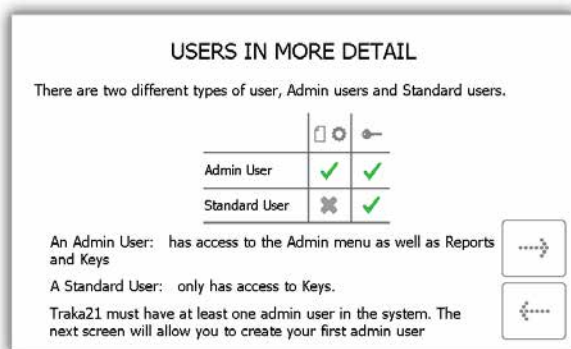 USERS IN MORE DETAIL
There are two different types of user, Admin users and Standard users.
Admin User
Standard User
An Admin User: has access to the Admin menu as well as Reports
and Keys
A Standard User: only has access to Keys.
Traka21 must have at least one admin user in the system. The
next screen will allow you to create your first admin user